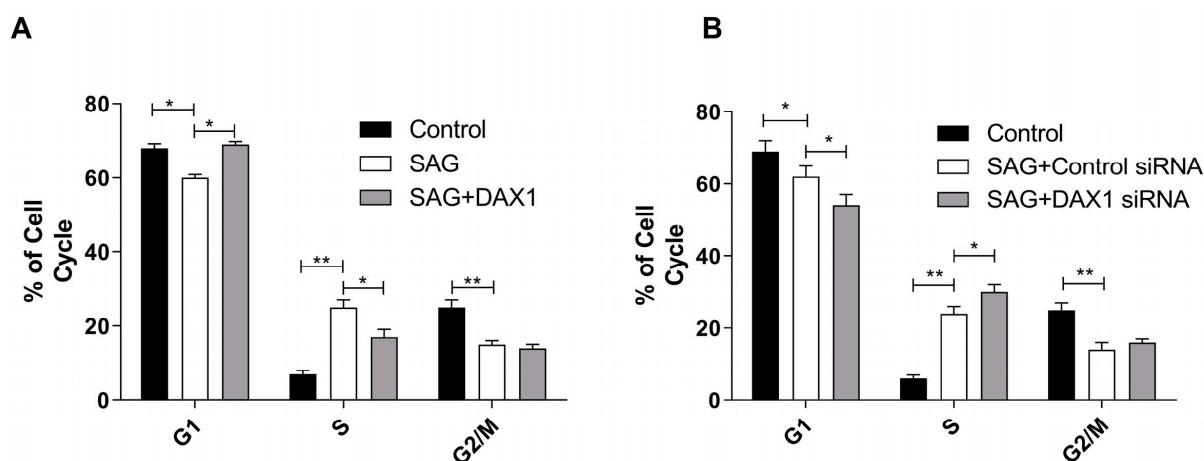 A
% of Cell
Cycle
80
60
40
20
0
*
*
**
*
**
Control
SAG
SAG+DAX1
G1
S
G2/M
B
% of Cell
Cycle
80
60
40
20
0
*
*
**
*
**
Control
SAG+Control siRNA
SAG+DAX1 siRNA
G1
S
G2/M